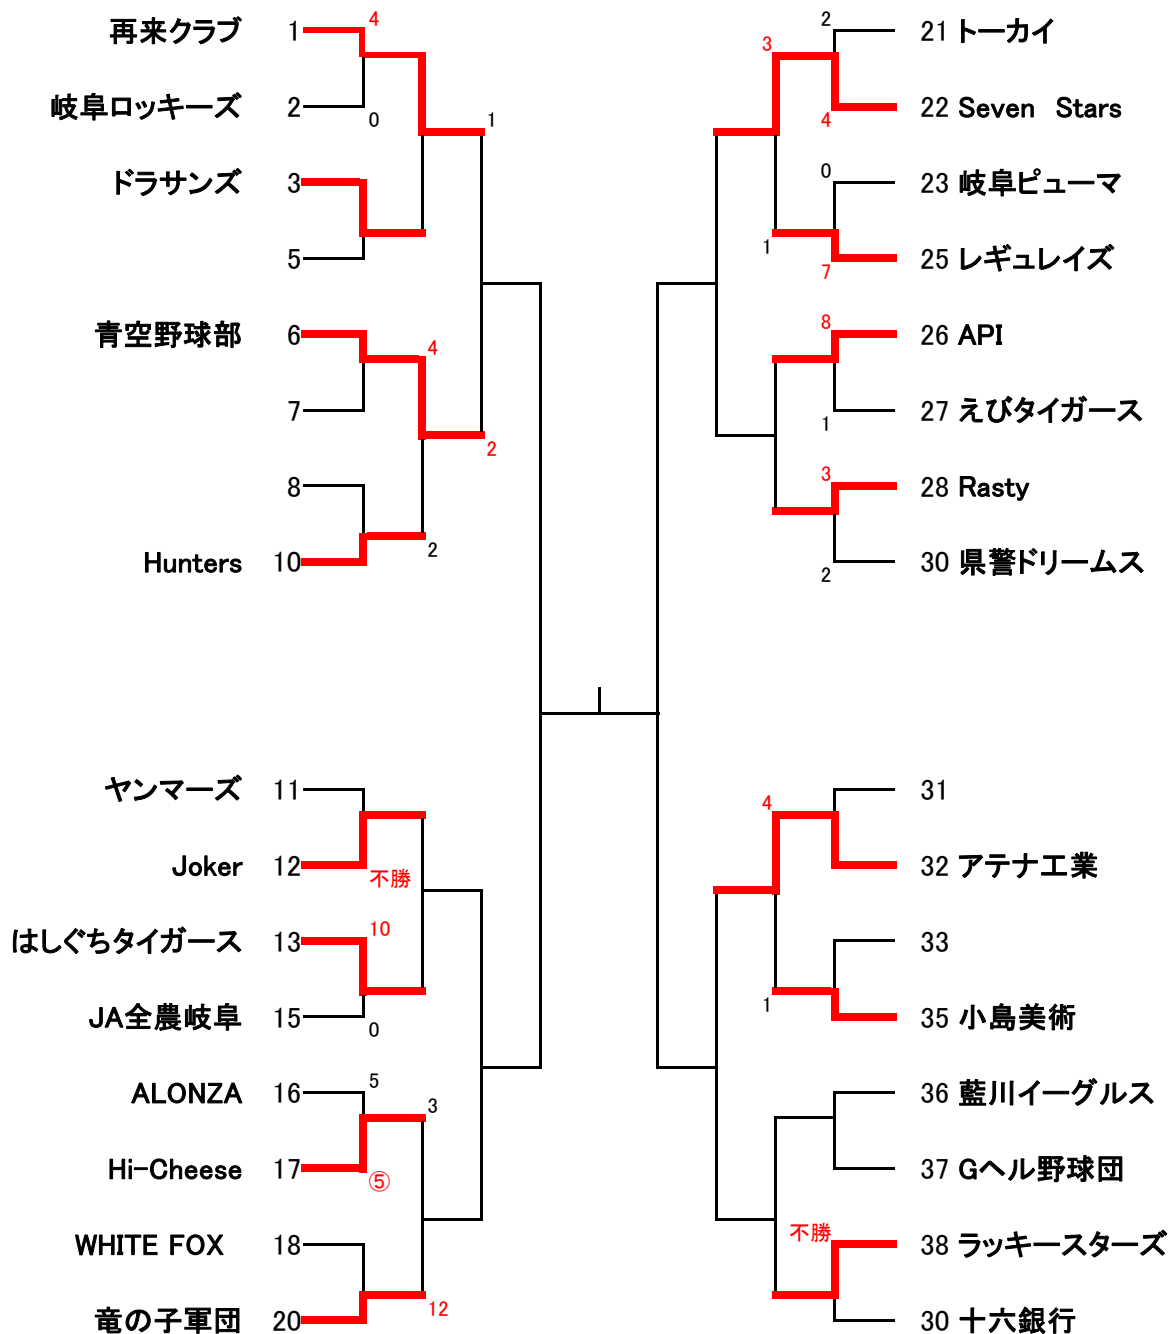 再来クラブ 1 4
岐阜ロッキーズ 2 0
1
ドラサンズ 3
5
青空野球部 6 4
7
2
8
Hunters 10 2
ヤンマーズ 11
Joker 12 不勝
はしぐちタイガース 13 10
JA全農岐阜 15 0
ALONZA 16 5
3
Hi-Cheese 17 ⑤
WHITE FOX 18
竜の子軍団 20 12
2 21 トーカイ
3
4 22 Seven Stars
0 23 岐阜ピューマ
1
7 25 レギュレイズ
8 26 API
1 27 えびタイガース
3 28 Rasty
2 30 県警ドリームス
4 31
32 アテナ工業
33
1 35 小島美術
36 藍川イーグルス
37 Gヘル野球団
不勝 38 ラッキースターズ
30 十六銀行